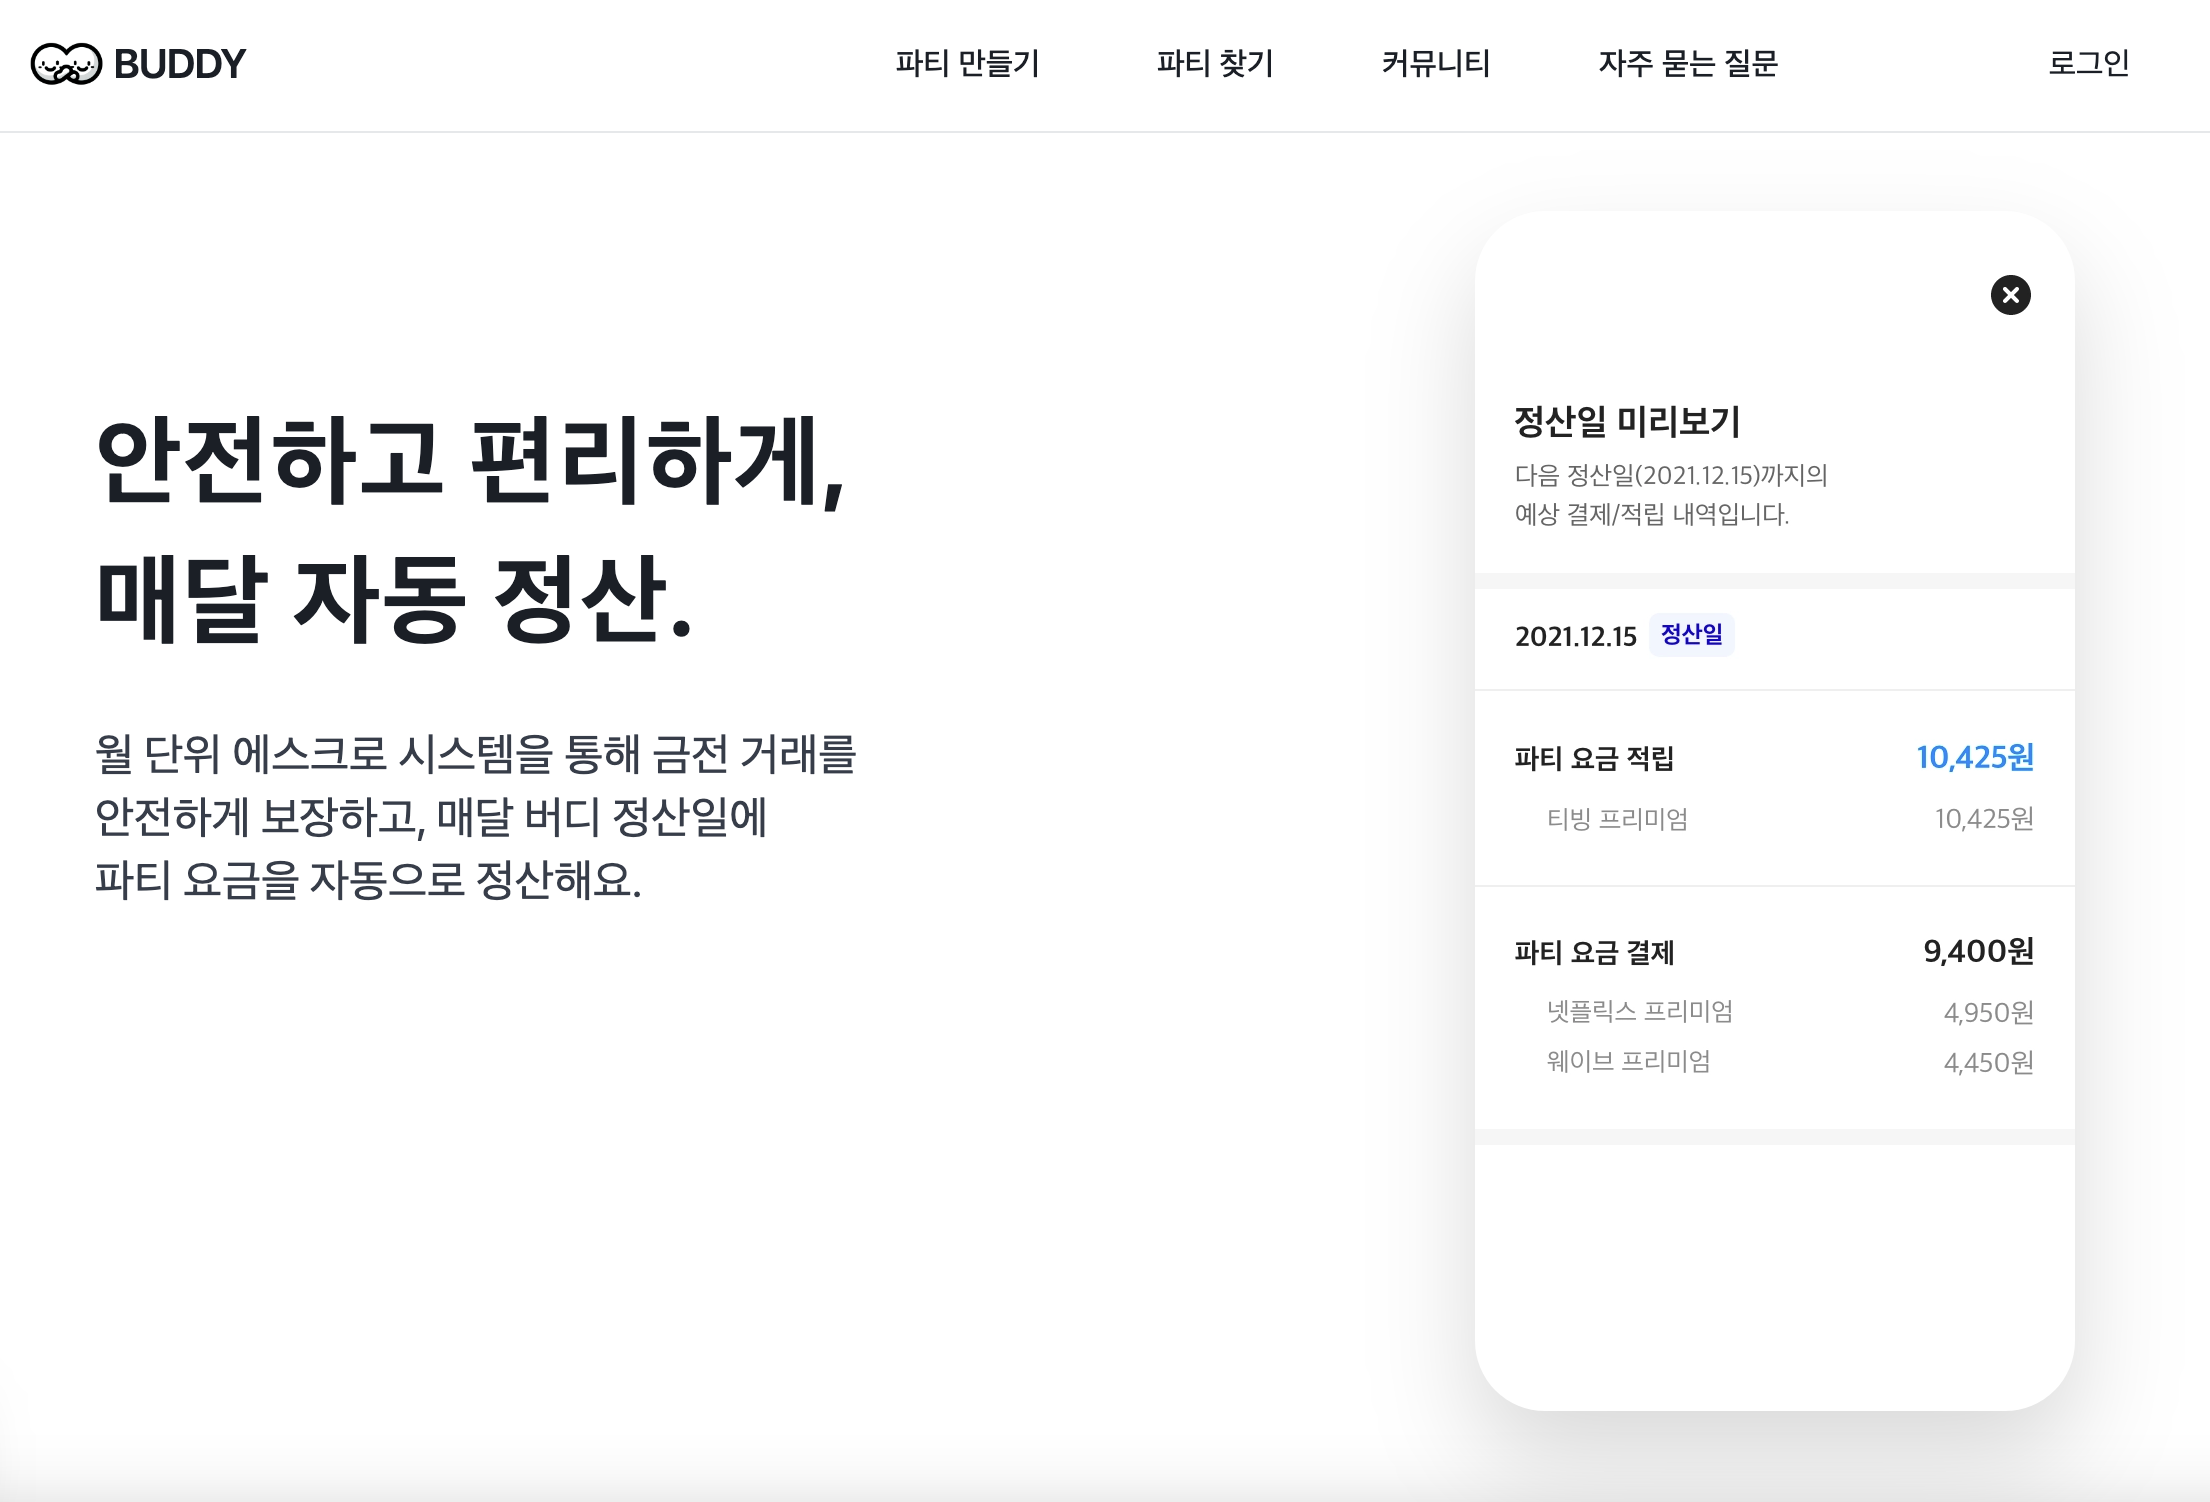 BUDDY
파티 만들기
파티 찾기
커뮤니티
자주 묻는 질문
로그인
안전하고 편리하게,
매달 자동 정산.
월 단위 에스크로 시스템을 통해 금전 거래를
안전하게 보장하고, 매달 버디 정산일에
파티 요금을 자동으로 정산해요.
정산일 미리보기
다음 정산일(2021.12.15)까지의
예상 결제/적립 내역입니다.
2021.12.15 정산일
파티 요금 적립 10,425원
티빙 프리미엄 10,425원
파티 요금 결제 9,400원
넷플릭스 프리미엄 4,950원
웨이브 프리미엄 4,450원